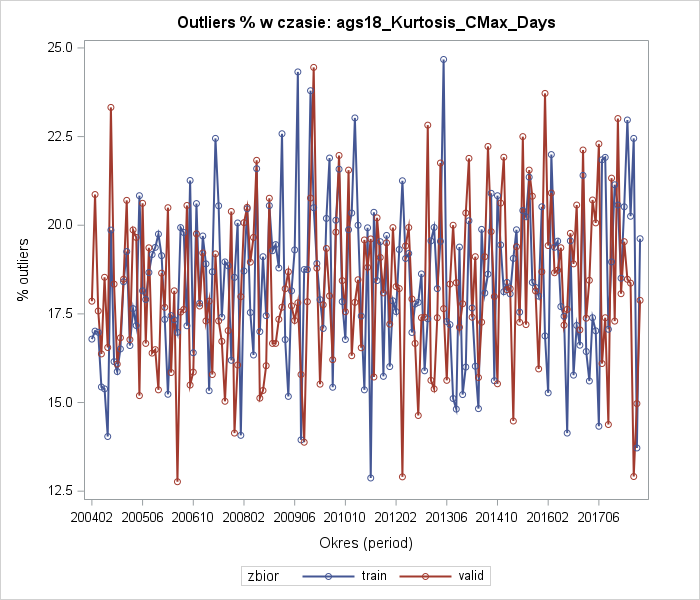 Outliers % w czasie: ags18_Kurtosis_CMax_Days
% outliers
25.0
22.5
20.0
17.5
15.0
12.5
200402 200506 200610 200802 200906 201010 201202 201306 201410 201602 201706
Okres (period)
zbior train valid